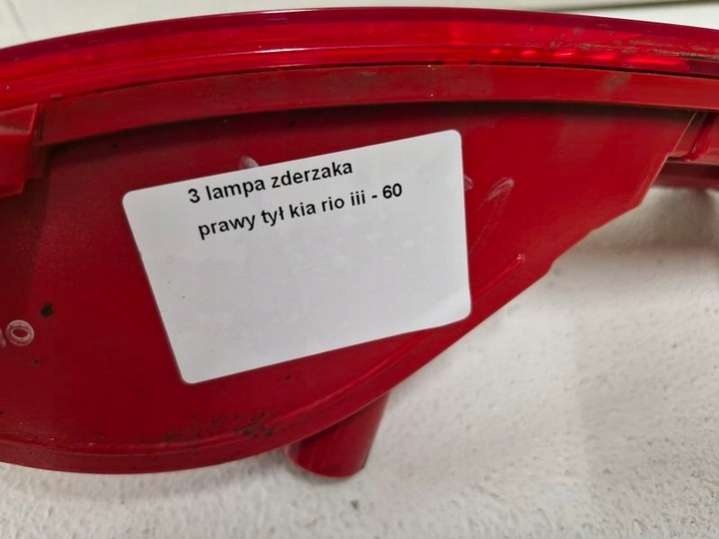 3 lampa zderzaka
prawy tył kia rio iii - 60